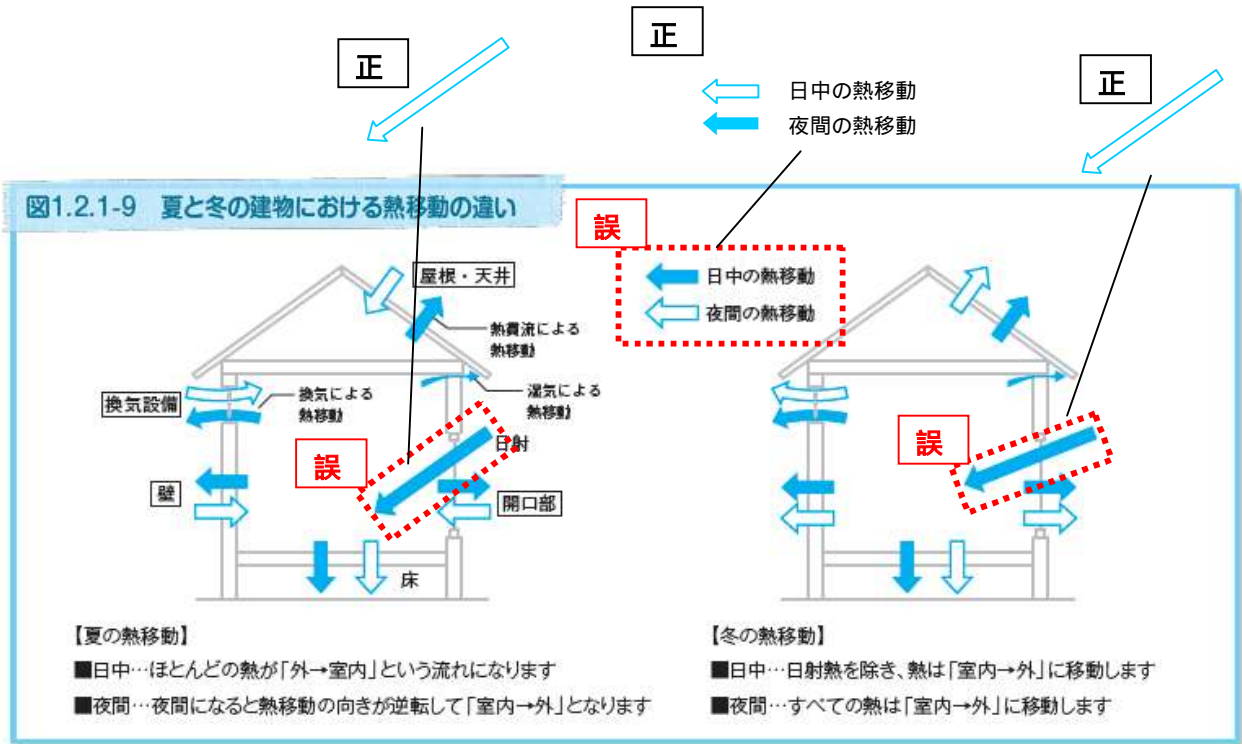 正
正
正
日中の熱移動
夜間の熱移動
図1.2.1-9　夏と冬の建物における熱移動の違い
誤
日中の熱移動
夜間の熱移動
屋根・天井
熱貫流による
熱移動
換気設備
換気による
熱移動
湿気による
熱移動
日射
誤
誤
壁
開口部
床
【夏の熱移動】
■日中…ほとんどの熱が「外→室内」という流れになります
■夜間…夜間になると熱移動の向きが逆転して「室内→外」となります
【冬の熱移動】
■日中…日射熱を除き、熱は「室内→外」に移動します
■夜間…すべての熱は「室内→外」に移動します